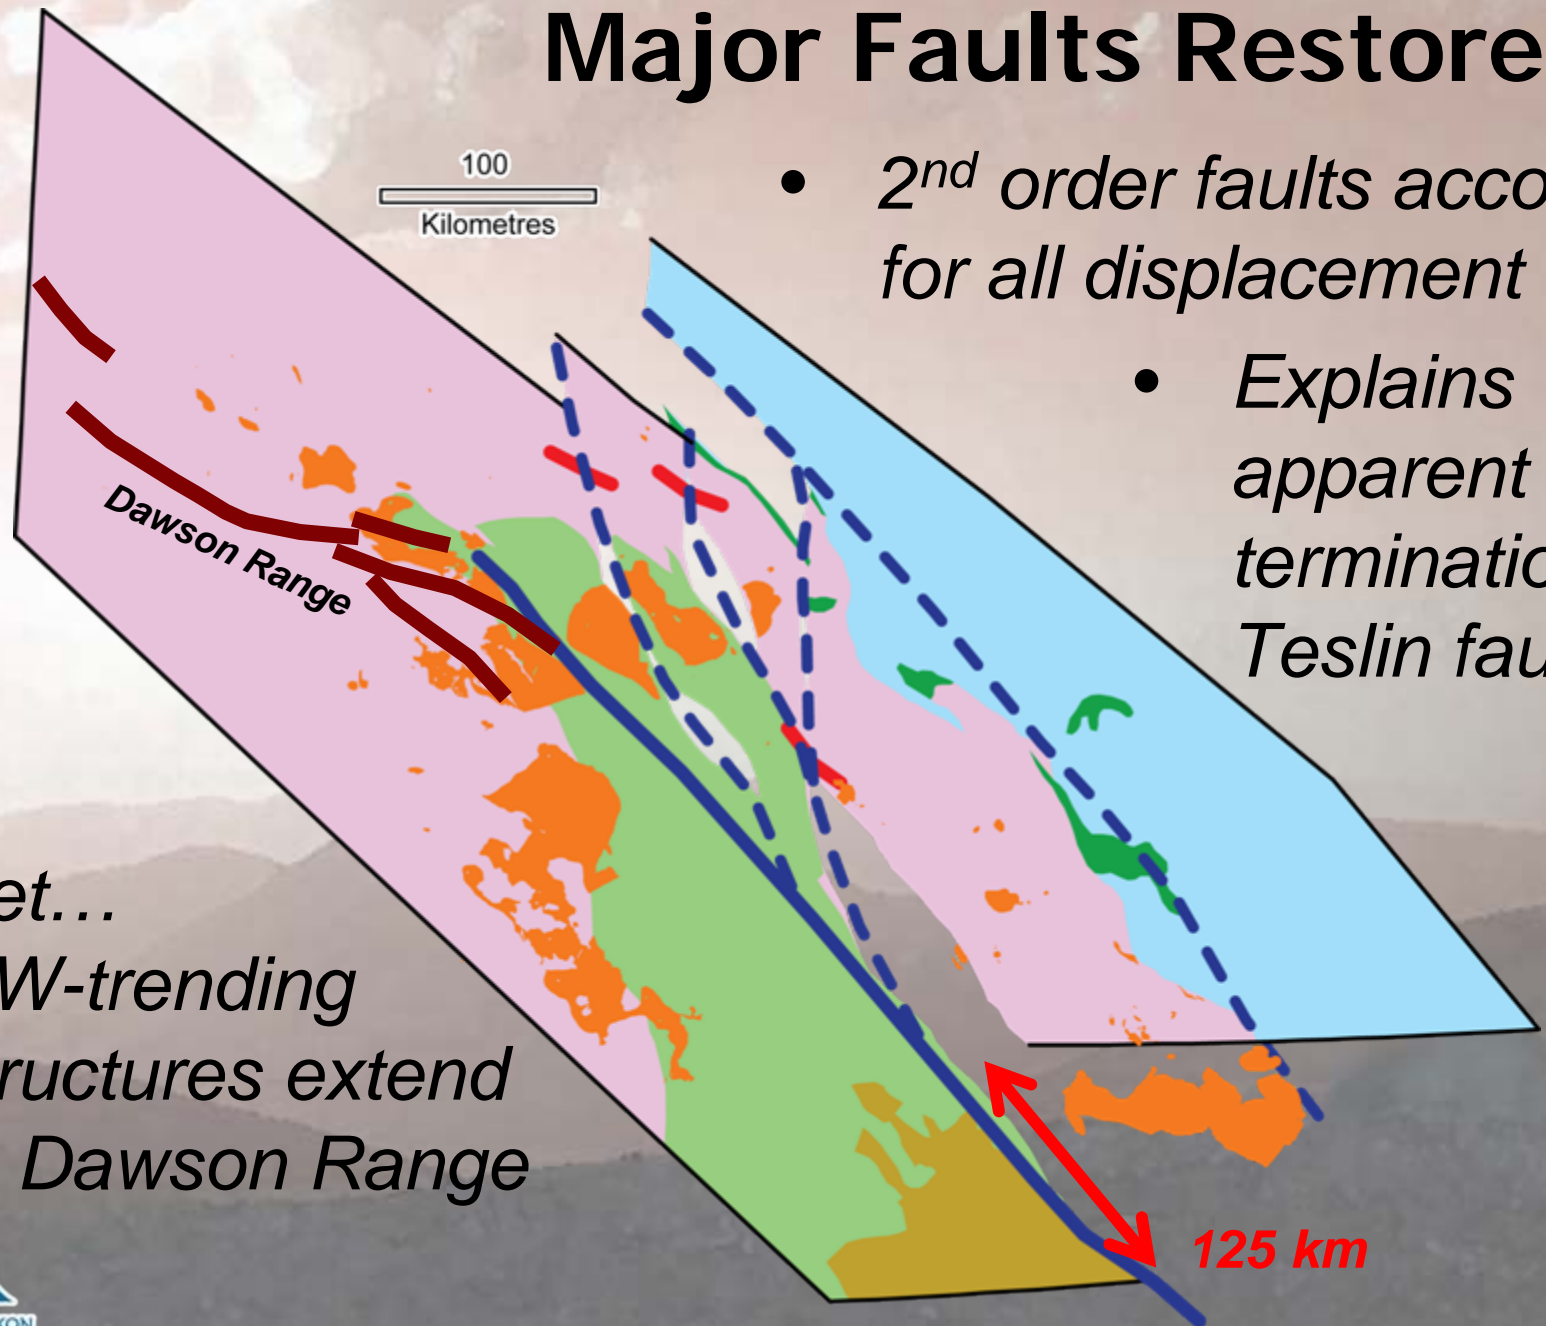 Major Faults Restore
100
Kilometres
• 2nd order faults acco
for all displacement
• Explains
apparent
terminatio
Teslin fau
Dawson Range
et…
W-trending
ructures extend
Dawson Range
125 km